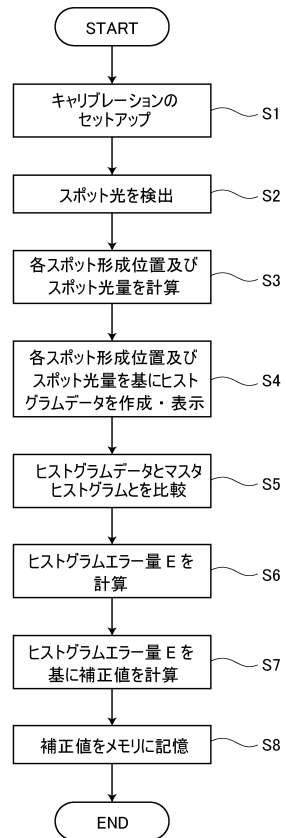 START
キャリブレーションの
セットアップ
S1
スポット光を検出
S2
各スポット形成位置及び
スポット光量を計算
S3
各スポット形成位置及び
スポット光量を基にヒスト
グラムデータを作成・表示
S4
ヒストグラムデータとマスタ
ヒストグラムとを比較
S5
ヒストグラムエラー量 E を
計算
S6
ヒストグラムエラー量 E を
基に補正値を計算
S7
補正値をメモリに記憶
S8
END